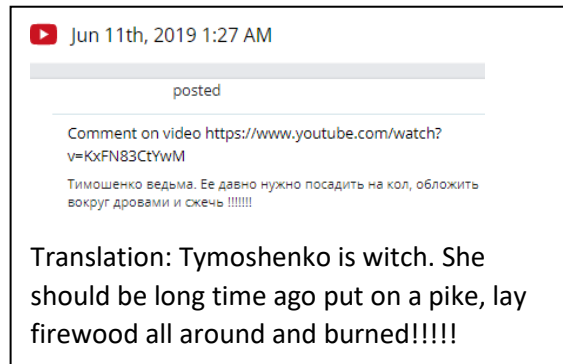 Jun 11th, 2019 1:27 AM
posted
Comment on video https://www.youtube.com/watch?
v=KxFN83CtYwM
Тимошенко ведьма. Ее давно нужно посадить на кол, обложить
вокруг дровами и сжечь !!!!!!!
Translation: Tymoshenko is witch. She
should be long time ago put on a pike, lay
firewood all around and burned!!!!!